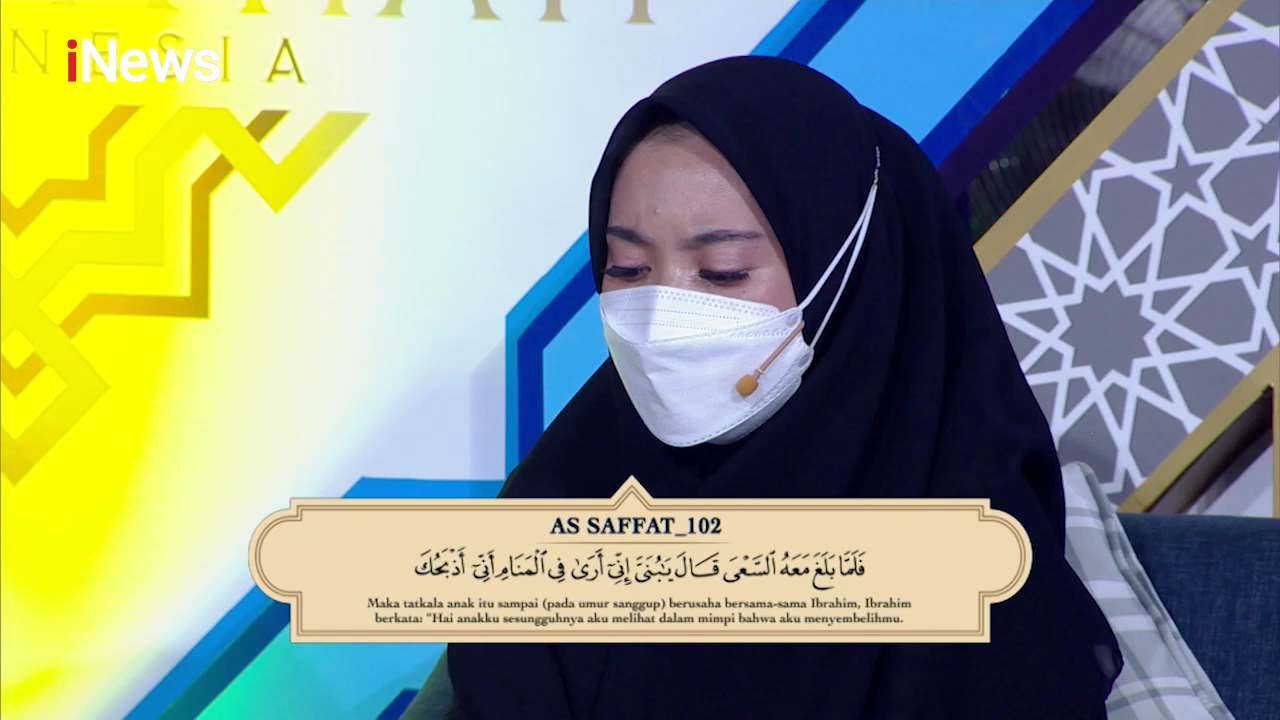 NESIA
iNews
AS SAFFAT_102
فَلَمَّا بَلَغَ مَعَهُ ٱلسَّعْىَ قَالَ يَٰبُنَىَّ إِنِّىٓ أَرَىٰ فِى ٱلْمَنَامِ أَنِّىٓ أَذْبَحُكَ
Maka tatkala anak itu sampai (pada umur sanggup) berusaha bersama-sama Ibrahim, Ibrahim
berkata: “Hai anakku sesungguhnya aku melihat dalam mimpi bahwa aku menyembelihmu.